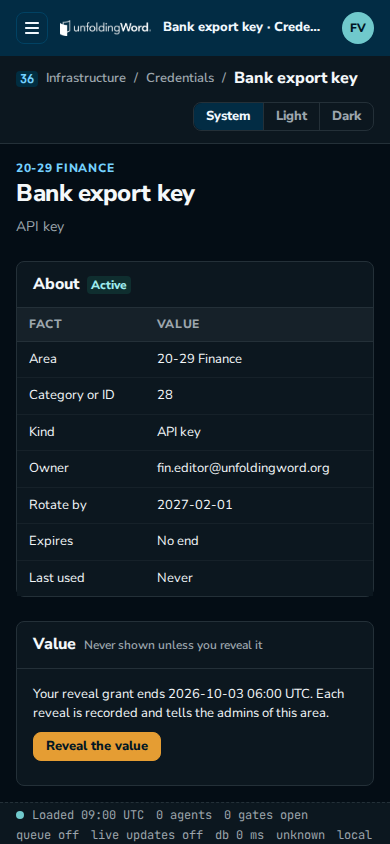 unfoldingWord. Bank export key · Crede... FV
36 Infrastructure / Credentials / Bank export key
System Light Dark
20-29 FINANCE
Bank export key
API key
About Active
FACT VALUE
Area 20-29 Finance
Category or ID 28
Kind API key
Owner fin.editor@unfoldingword.org
Rotate by 2027-02-01
Expires No end
Last used Never
Value Never shown unless you reveal it
Your reveal grant ends 2026-10-03 06:00 UTC. Each
reveal is recorded and tells the admins of this area.
Reveal the value
Loaded 09:00 UTC 0 agents 0 gates open
queue off live updates off db 0 ms unknown local